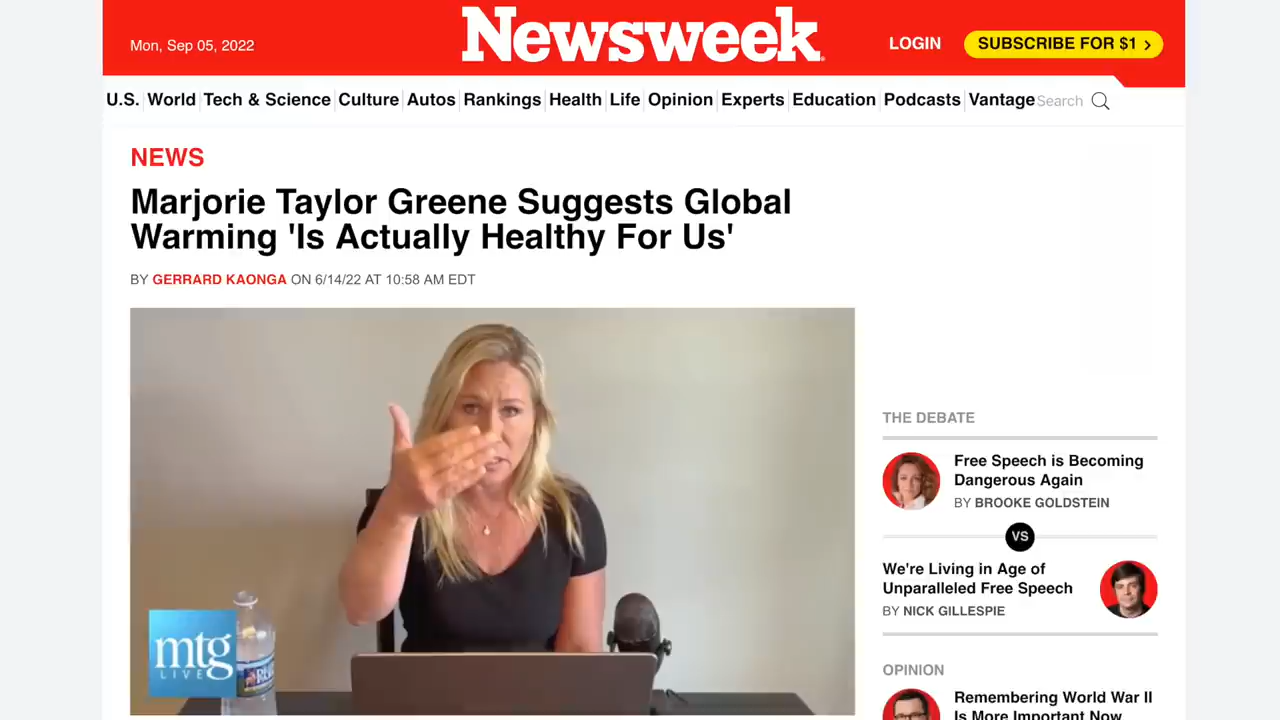 Mon, Sep 05, 2022
Newsweek
LOGIN
SUBSCRIBE FOR $1 ›
U.S. World Tech & Science Culture Autos Rankings Health Life Opinion Experts Education Podcasts Vantage Search
NEWS
Marjorie Taylor Greene Suggests Global
Warming 'Is Actually Healthy For Us'
BY GERRARD KAONGA ON 6/14/22 AT 10:58 AM EDT
mtg
LIVE
THE DEBATE
Free Speech is Becoming
Dangerous Again
BY BROOKE GOLDSTEIN
VS
We're Living in Age of
Unparalleled Free Speech
BY NICK GILLESPIE
OPINION
Remembering World War II
Is More Important Now